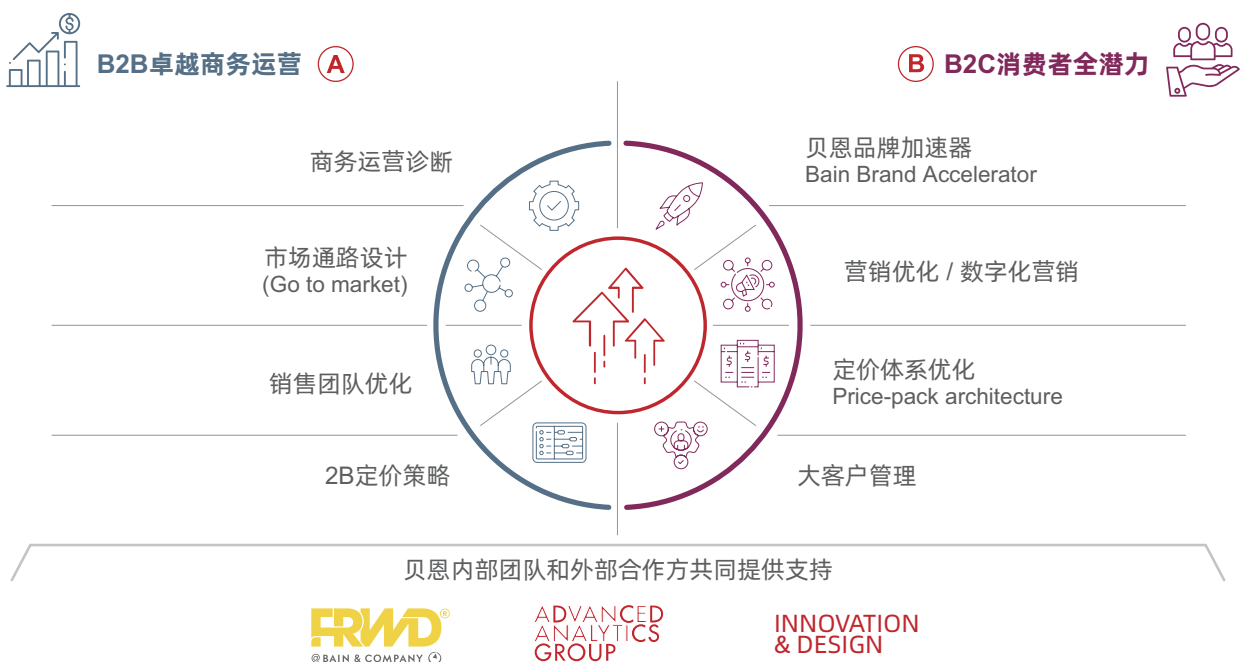 B2B卓越商务运营 A
B B2C消费者全潜力
商务运营诊断
市场通路设计
(Go to market)
销售团队优化
2B定价策略
贝恩品牌加速器
Bain Brand Accelerator
营销优化 / 数字化营销
定价体系优化
Price-pack architecture
大客户管理
贝恩内部团队和外部合作方共同提供支持
FRWD®
@BAIN & COMPANY
ADVANCED
ANALYTICS
GROUP
INNOVATION
& DESIGN